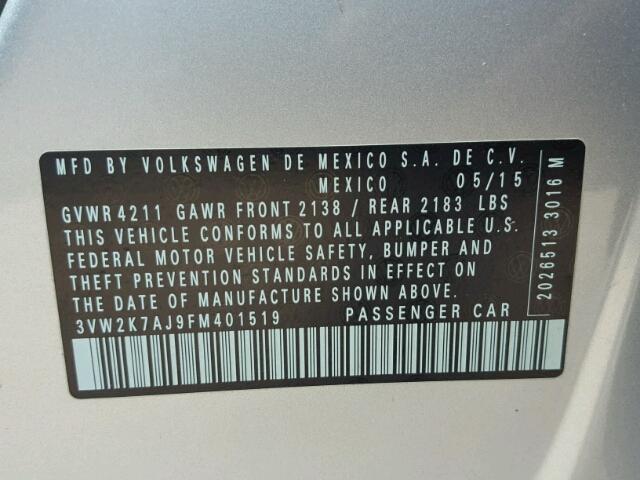 MFD BY VOLKSWAGEN DE MEXICO S.A. DE C.V.
MEXICO 05/15
GVWR 4211 GAWR FRONT 2138 / REAR 2183 LBS
THIS VEHICLE CONFORMS TO ALL APPLICABLE U.S.
FEDERAL MOTOR VEHICLE SAFETY, BUMPER AND
THEFT PREVENTION STANDARDS IN EFFECT ON
THE DATE OF MANUFACTURE SHOWN ABOVE.
3VW2K7AJ9FM401519 PASSENGER CAR
2026513 3016 M